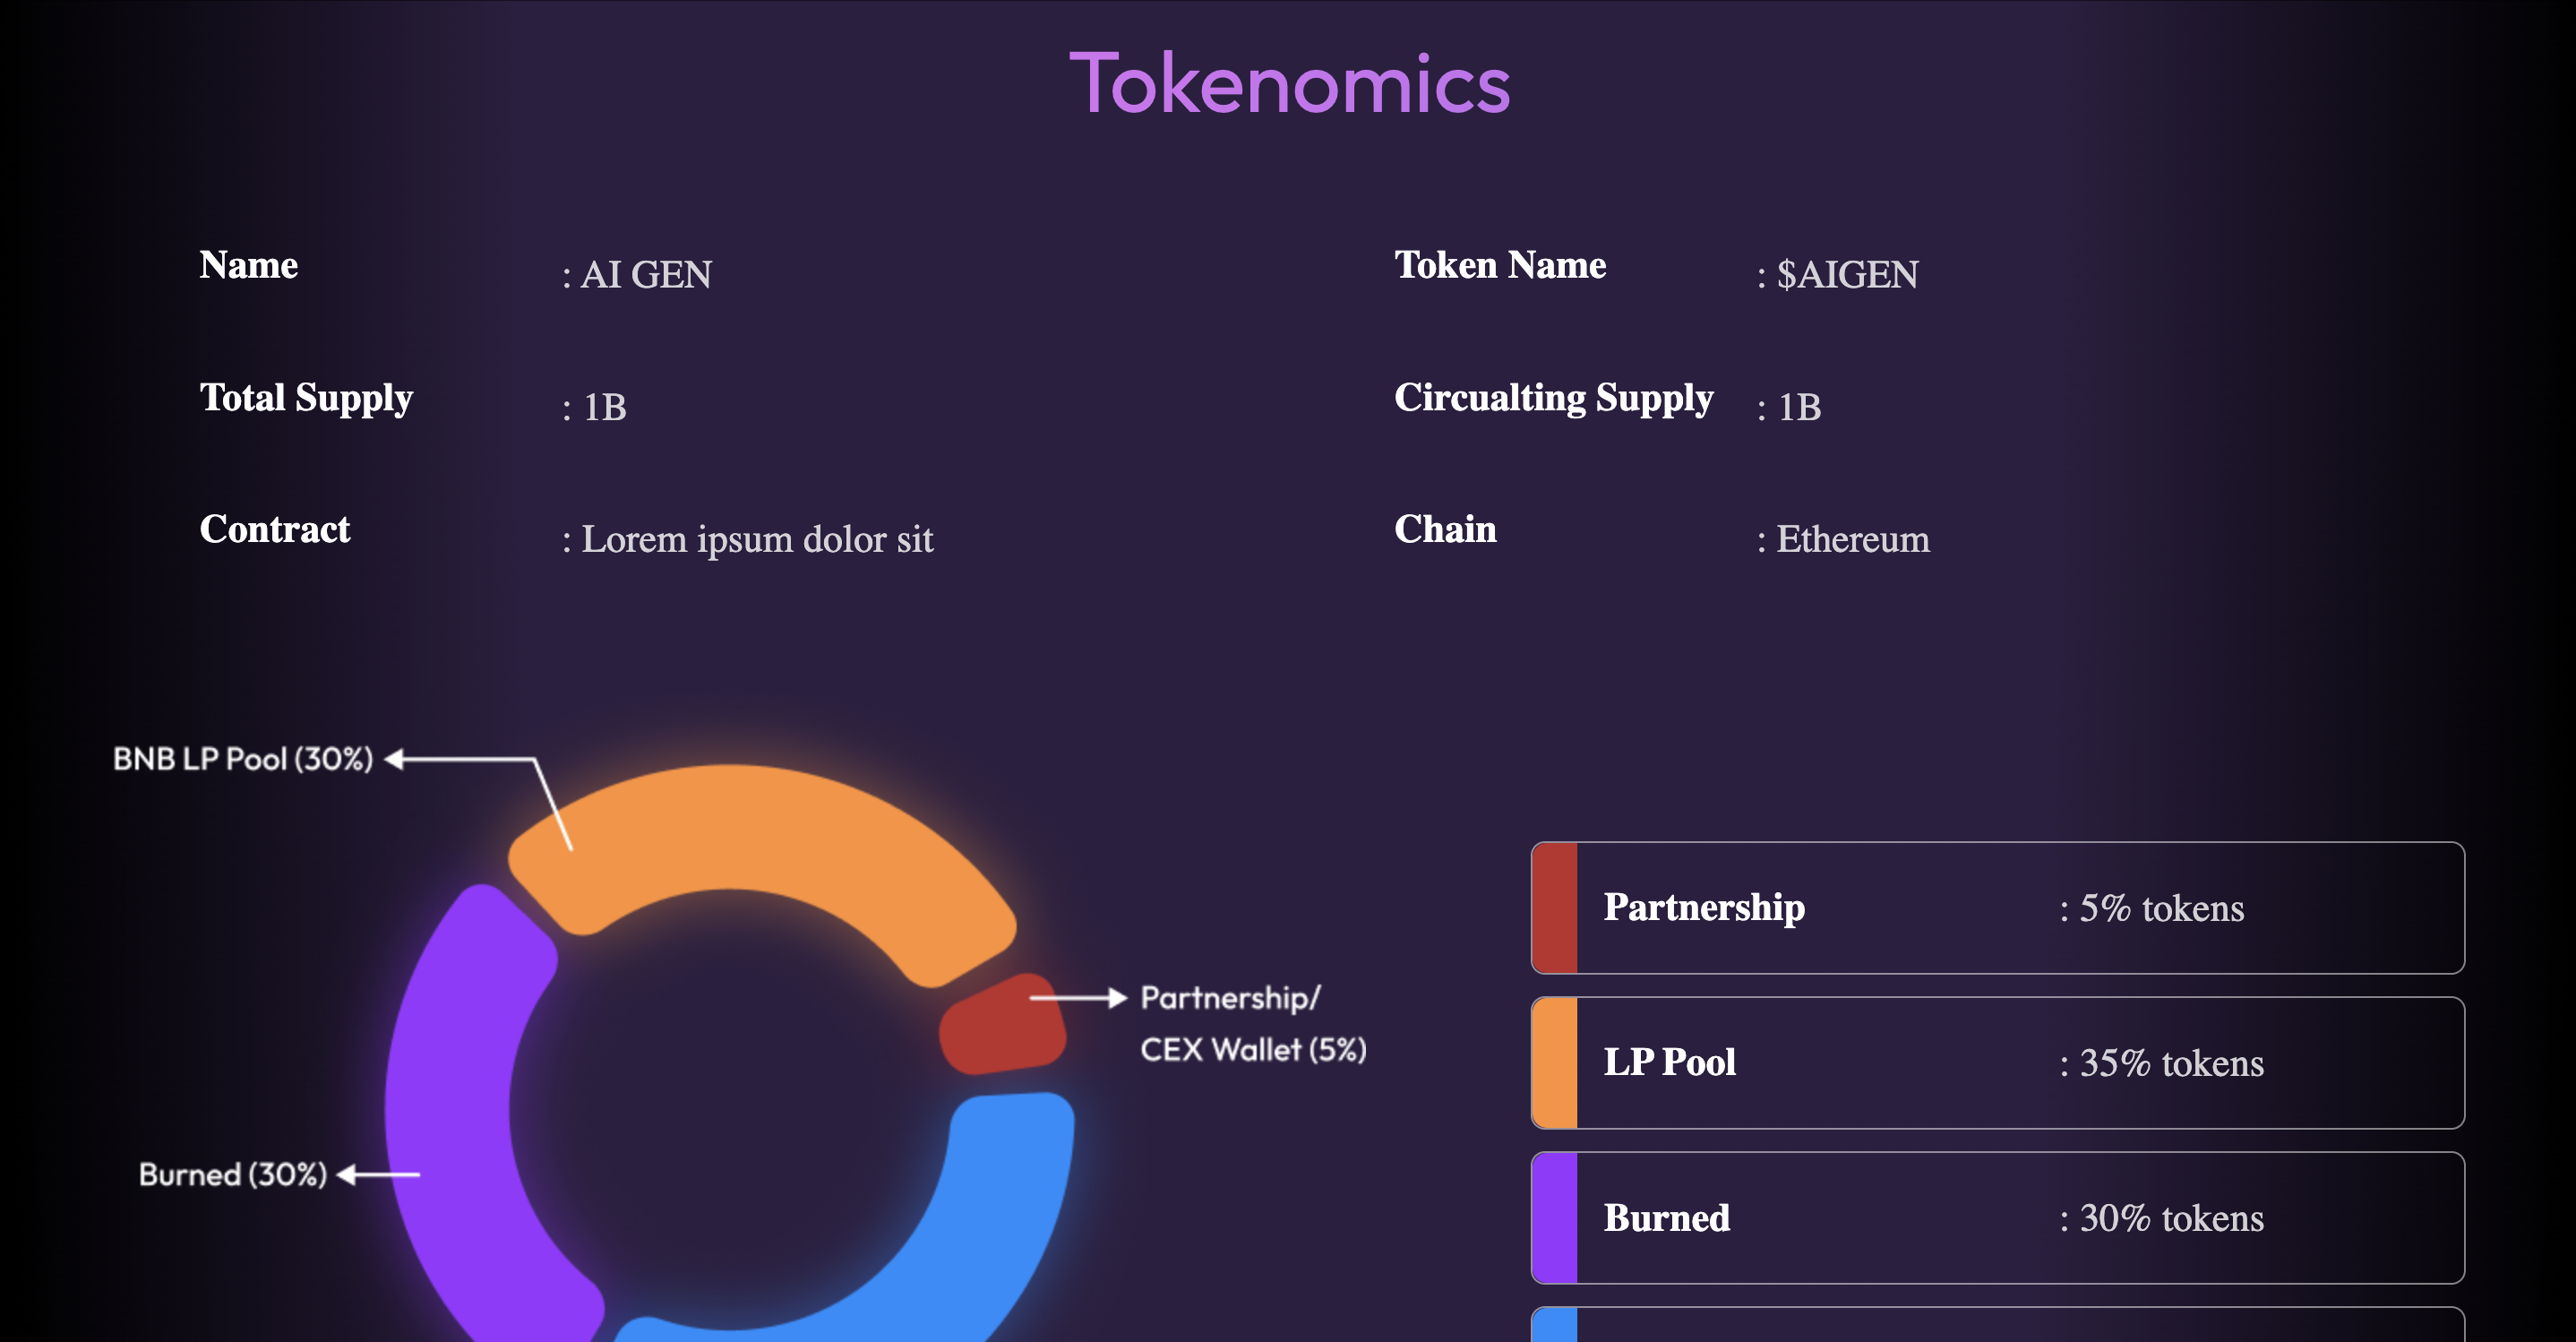 Tokenomics
Name : AI GEN
Token Name : $AIGEN
Total Supply : 1B
Circualting Supply : 1B
Contract : Lorem ipsum dolor sit
Chain : Ethereum
BNB LP Pool (30%)
Partnership/
CEX Wallet (5%)
Burned (30%)
Partnership : 5% tokens
LP Pool : 35% tokens
Burned : 30% tokens